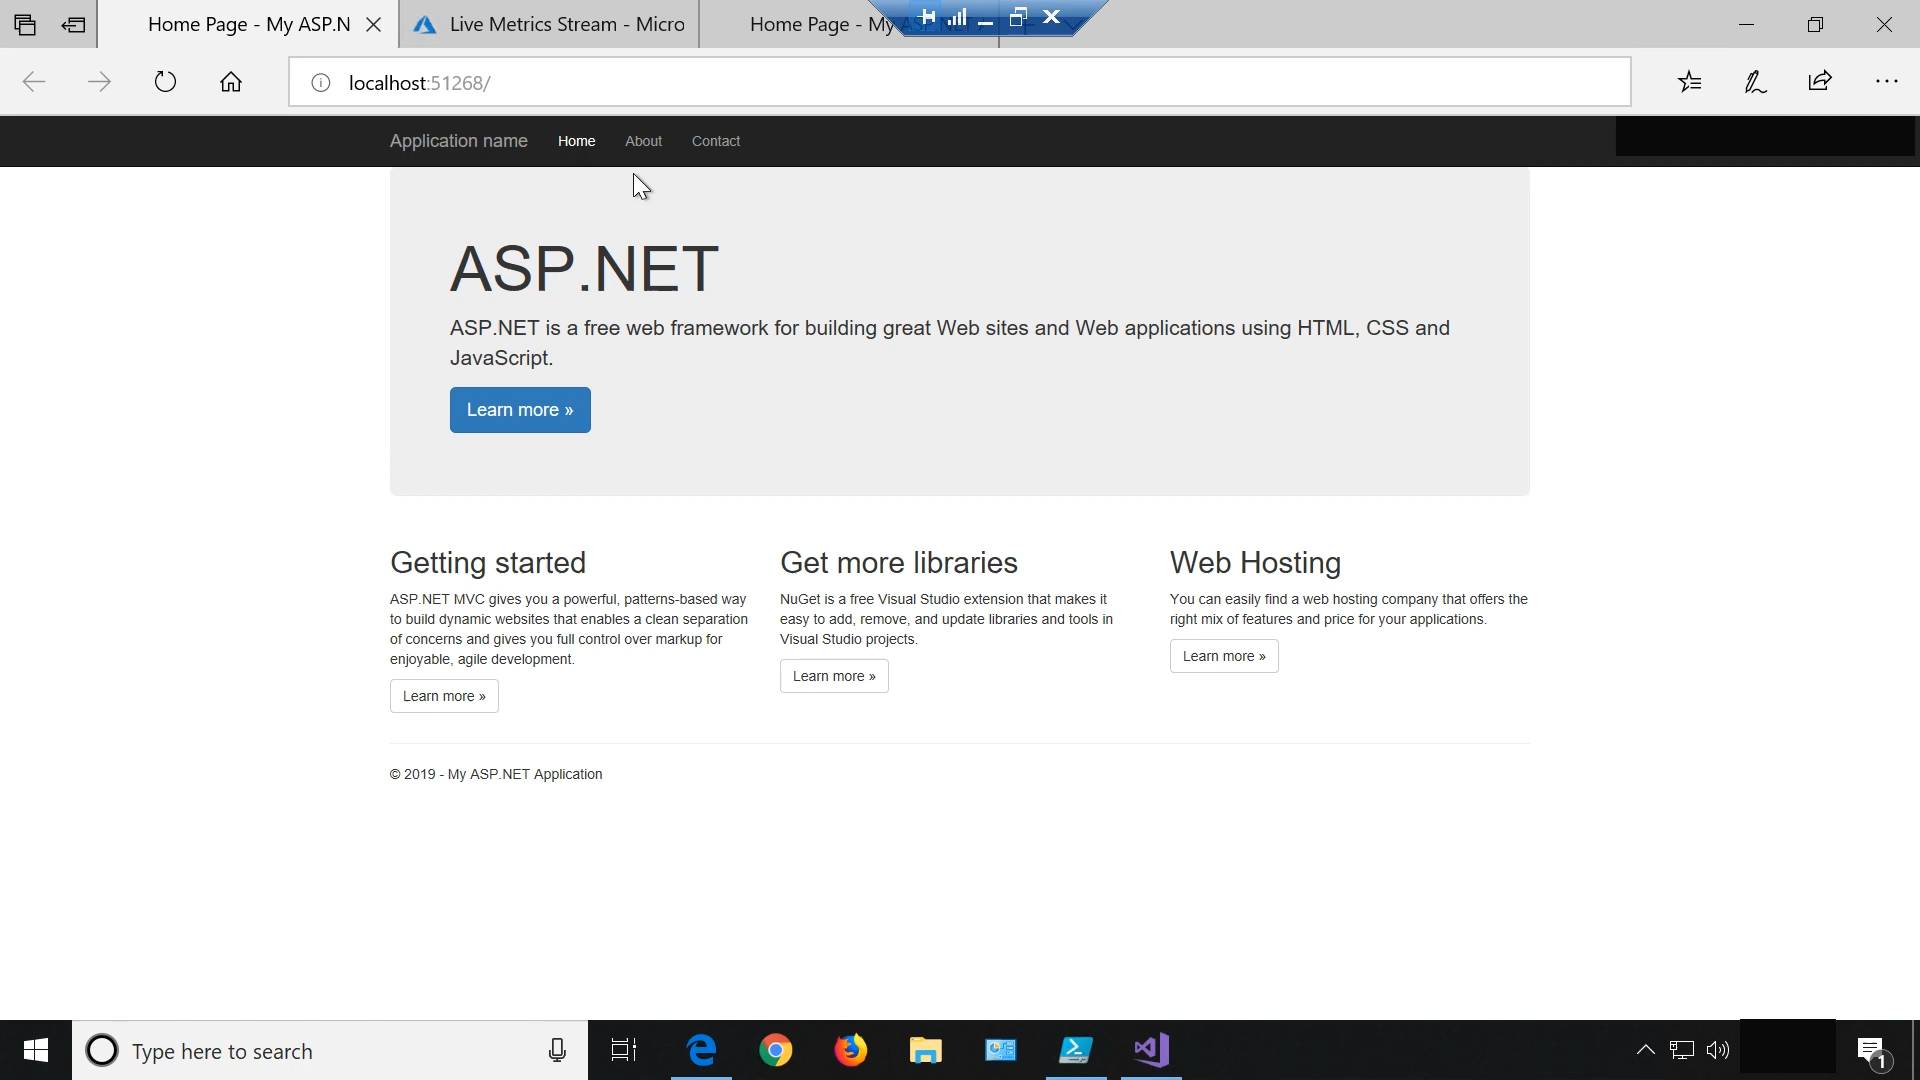 Home Page - My ASP.N
Live Metrics Stream - Micro
Home Page - My ASP.NET A
localhost:51268/
Application name Home About Contact
ASP.NET
ASP.NET is a free web framework for building great Web sites and Web applications using HTML, CSS and
JavaScript.
Learn more »
Getting started
ASP.NET MVC gives you a powerful, patterns-based way
to build dynamic websites that enables a clean separation
of concerns and gives you full control over markup for
enjoyable, agile development.
Learn more »
Get more libraries
NuGet is a free Visual Studio extension that makes it
easy to add, remove, and update libraries and tools in
Visual Studio projects.
Learn more »
Web Hosting
You can easily find a web hosting company that offers the
right mix of features and price for your applications.
Learn more »
© 2019 - My ASP.NET Application
Type here to search
1